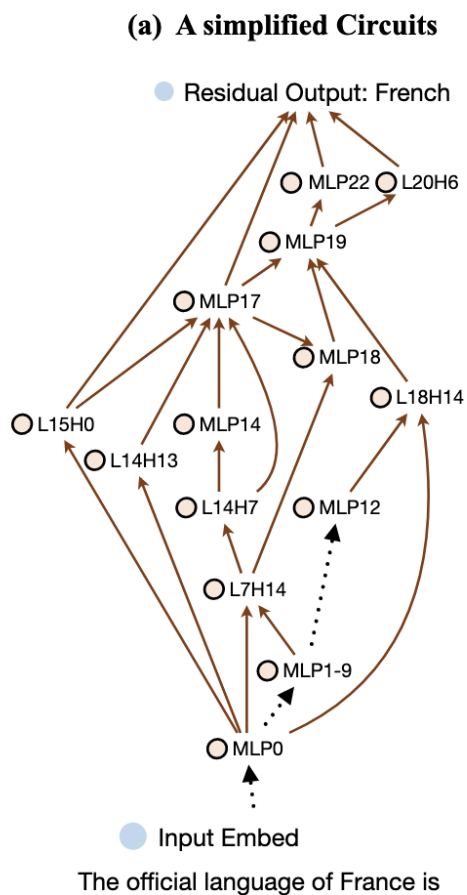 (a) A simplified Circuits
Residual Output: French
MLP22
L20H6
MLP19
MLP17
MLP18
L18H14
L15H0
MLP14
L14H13
L14H7
MLP12
L7H14
MLP1-9
MLP0
Input Embed
The official language of France is